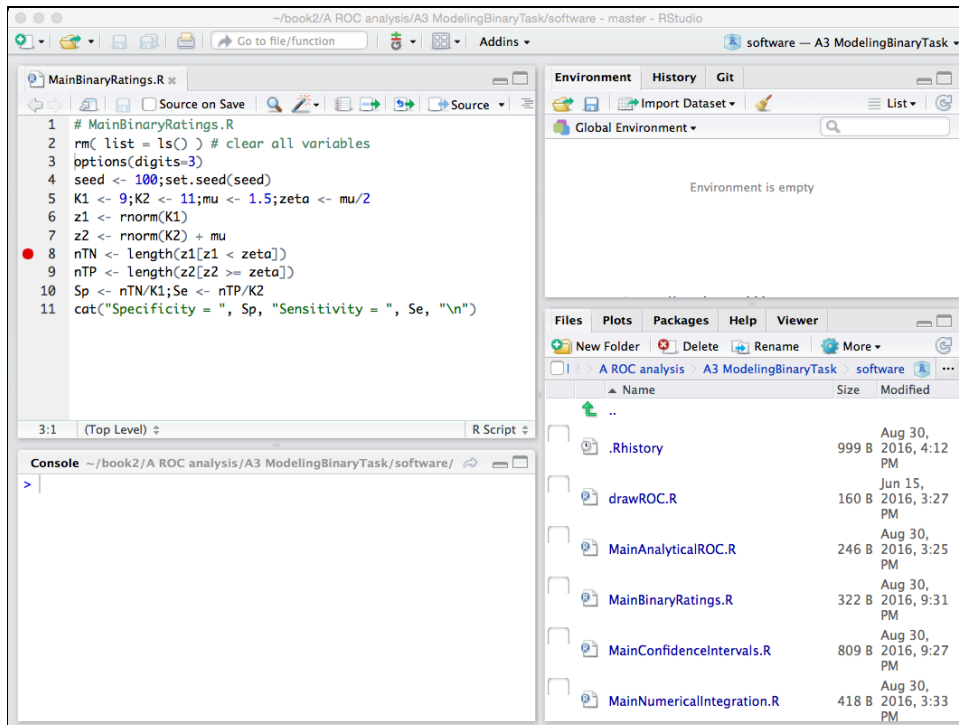 ~/book2/A ROC analysis/A3 ModelingBinaryTask/software - master - RStudio
Go to file/function
Addins
software — A3 ModelingBinaryTask
MainBinaryRatings.R
Source on Save
Source
1 # MainBinaryRatings.R
2 rm( list = ls() ) # clear all variables
3 options(digits=3)
4 seed <- 100;set.seed(seed)
5 K1 <- 9;K2 <- 11;mu <- 1.5;zeta <- mu/2
6 z1 <- rnorm(K1)
7 z2 <- rnorm(K2) + mu
8 nTN <- length(z1[z1 < zeta])
9 nTP <- length(z2[z2 >= zeta])
10 Sp <- nTN/K1;Se <- nTP/K2
11 cat("Specificity = ", Sp, "Sensitivity = ", Se, "\n")
3:1 (Top Level) R Script
Console ~/book2/A ROC analysis/A3 ModelingBinaryTask/software/
>
Environment History Git
Import Dataset List
Global Environment
Environment is empty
Files Plots Packages Help Viewer
New Folder Delete Rename More
A ROC analysis A3 ModelingBinaryTask software ...
Name Size Modified
..
.Rhistory 999 B Aug 30, 2016, 4:12 PM
drawROC.R 160 B Jun 15, 2016, 3:27 PM
MainAnalyticalROC.R 246 B Aug 30, 2016, 3:25 PM
MainBinaryRatings.R 322 B Aug 30, 2016, 9:31 PM
MainConfidenceIntervals.R 809 B Aug 30, 2016, 9:27 PM
MainNumericalIntegration.R 418 B Aug 30, 2016, 3:33 PM